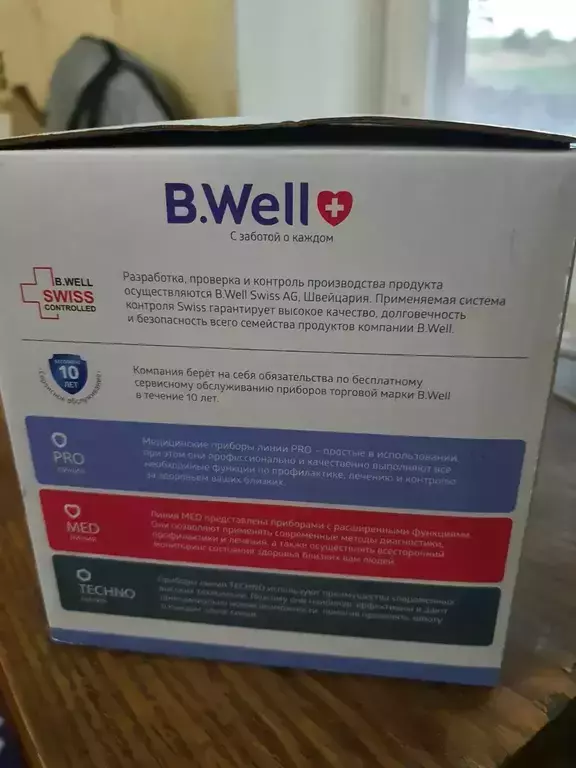 B.Well
С заботой о каждом
B.WELL
SWISS
CONTROLLED
Разработка, проверка и контроль производства продукта
осуществляются B.Well Swiss AG, Швейцария. Применяемая система
контроля Swiss гарантирует высокое качество, долговечность
и безопасность всего семейства продуктов компании B.Well.
10
ЛЕТ
Компания берёт на себя обязательства по бесплатному
сервисному обслуживанию приборов торговой марки B.Well
в течение 10 лет.
PRO
линия
Медицинские приборы линии PRO – простые в использовании,
при этом они профессионально и качественно выполняют все
необходимые функции по профилактике, лечению и контролю
за здоровьем ваших близких.
MED
линия
Линия MED представлена приборами с расширенными функциями.
Они позволяют применять современные методы диагностики,
профилактики и лечения, а также осуществлять всесторонний
мониторинг состояния здоровья близких вам людей.
TECHNO
линия
Приборы линии TECHNO используют преимущества современных
высоких технологий.